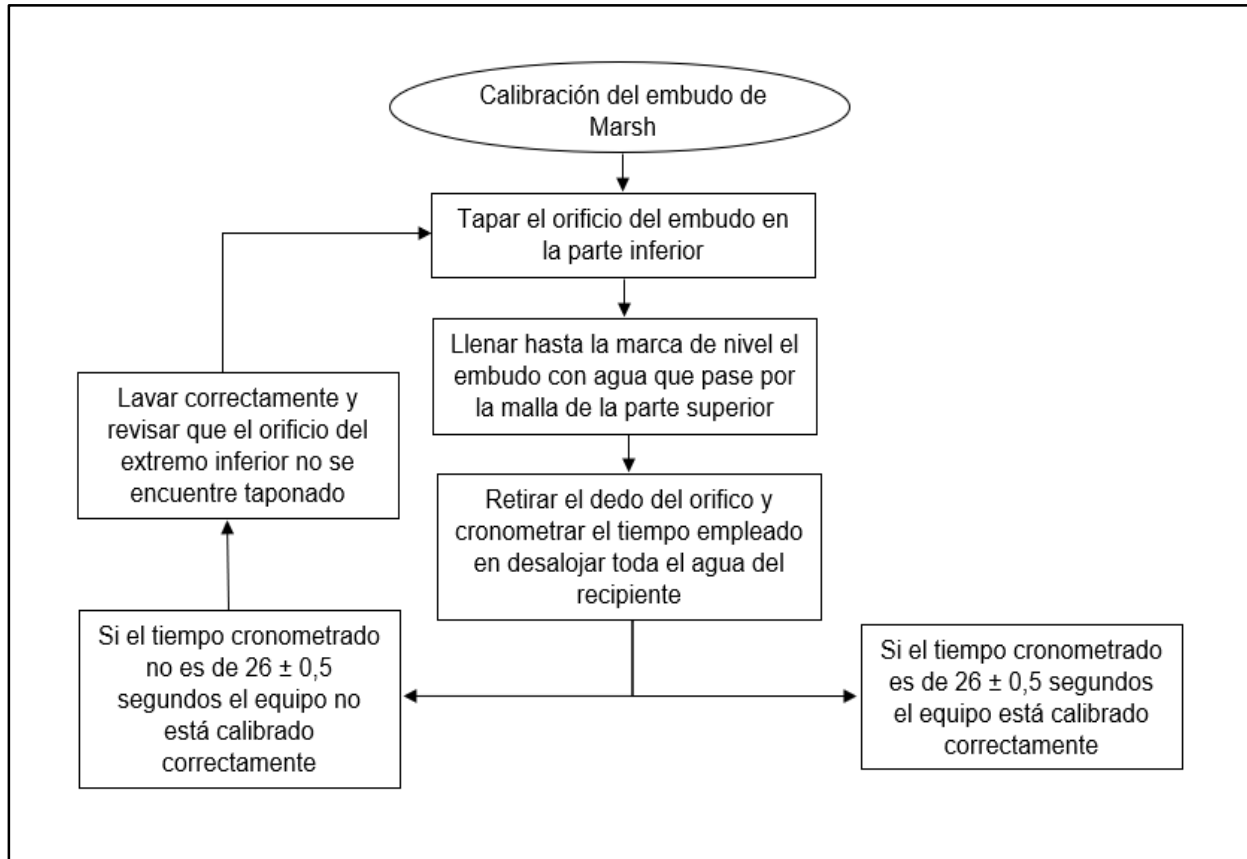 Calibración del embudo de
Marsh
Tapar el orificio del embudo en
la parte inferior
Llenar hasta la marca de nivel el
embudo con agua que pase por
la malla de la parte superior
Retirar el dedo del orifico y
cronometrar el tiempo empleado
en desalojar toda el agua del
recipiente
Si el tiempo cronometrado
no es de 26 ± 0,5
segundos el equipo no
está calibrado
correctamente
Lavar correctamente y
revisar que el orificio del
extremo inferior no se
encuentre taponado
Si el tiempo cronometrado
es de 26 ± 0,5 segundos
el equipo está calibrado
correctamente